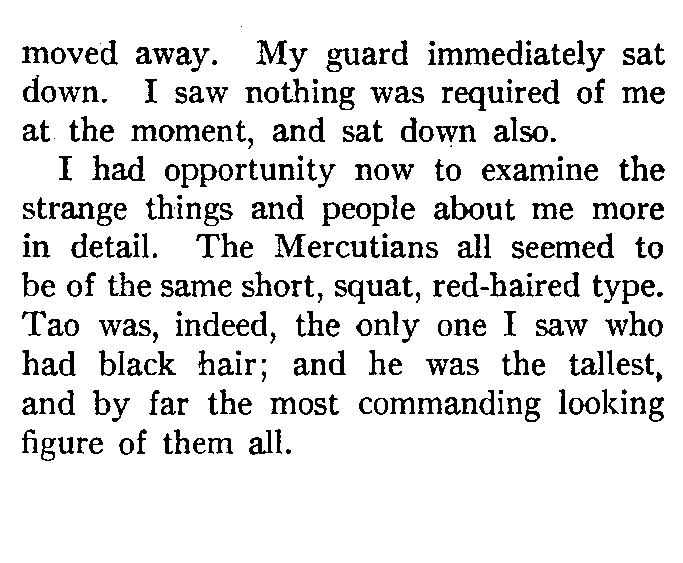 moved away. My guard immediately sat
down. I saw nothing was required of me
at the moment, and sat down also.
I had opportunity now to examine the
strange things and people about me more
in detail. The Mercutians all seemed to
be of the same short, squat, red-haired type.
Tao was, indeed, the only one I saw who
had black hair; and he was the tallest,
and by far the most commanding looking
figure of them all.